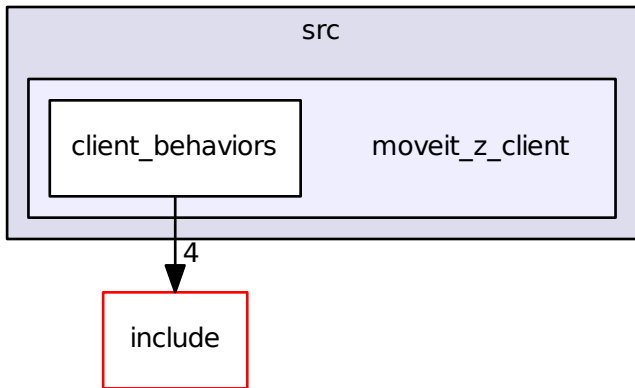 src
client_behaviors
moveit_z_client
4
include